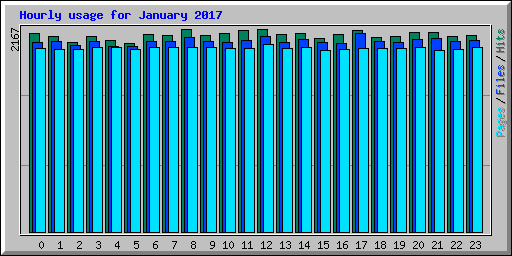 Hourly usage for January 2017
2167
Pages/Files/Hits
0 1 2 3 4 5 6 7 8 9 10 11 12 13 14 15 16 17 18 19 20 21 22 23